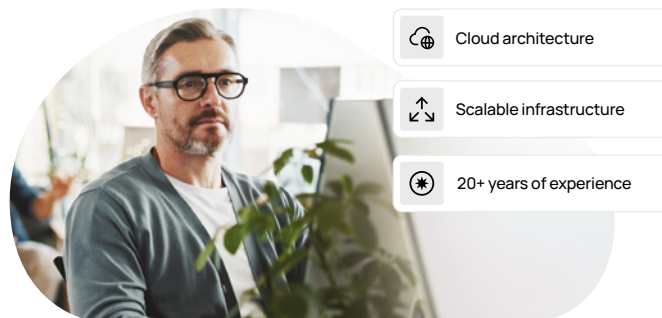 Cloud architecture
Scalable infrastructure
20+ years of experience